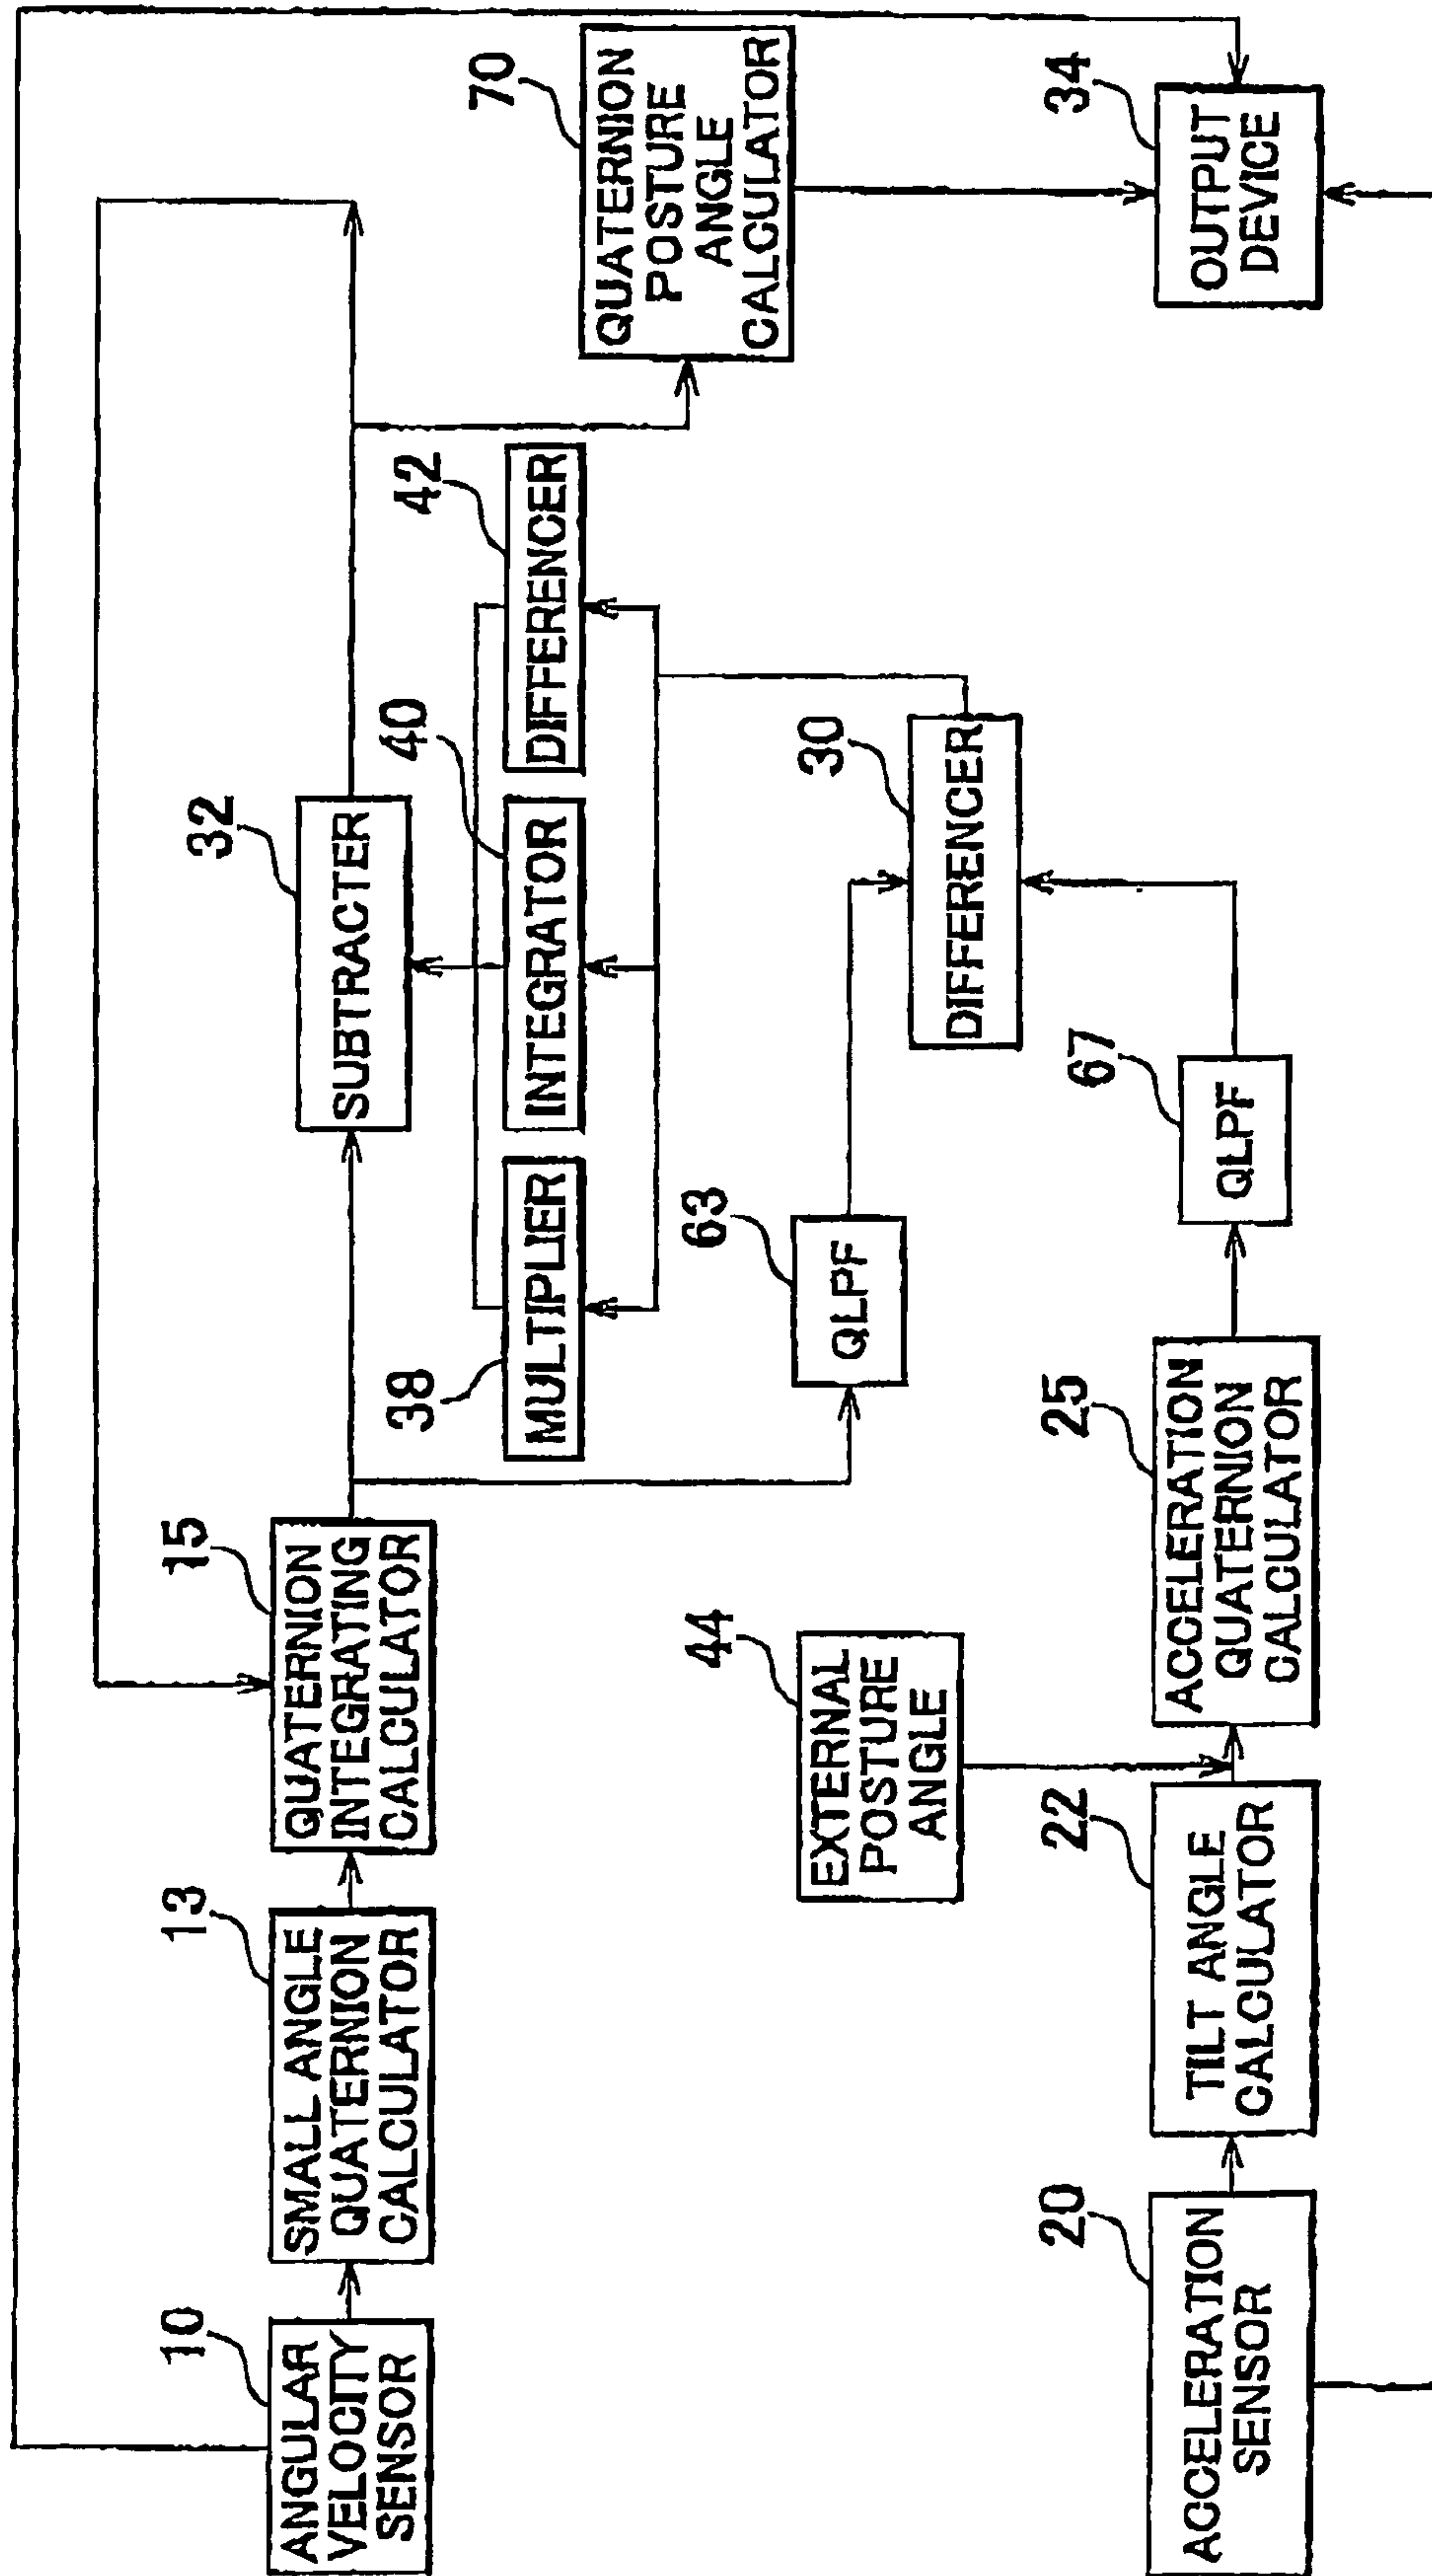 10
ANGULAR
VELOCITY
SENSOR
13
SMALL ANGLE
QUATERNION
CALCULATOR
15
QUATERNION
INTEGRATING
CALCULATOR
32
SUBTRACTER
38
MULTIPLIER
40
INTEGRATOR
42
DIFFERENCER
70
QUATERNION
POSTURE
ANGLE
CALCULATOR
63
QLPF
30
DIFFERENCER
44
EXTERNAL
POSTURE
ANGLE
20
ACCELERATION
SENSOR
22
TILT ANGLE
CALCULATOR
25
ACCELERATION
QUATERNION
CALCULATOR
67
QLPF
34
OUTPUT
DEVICE